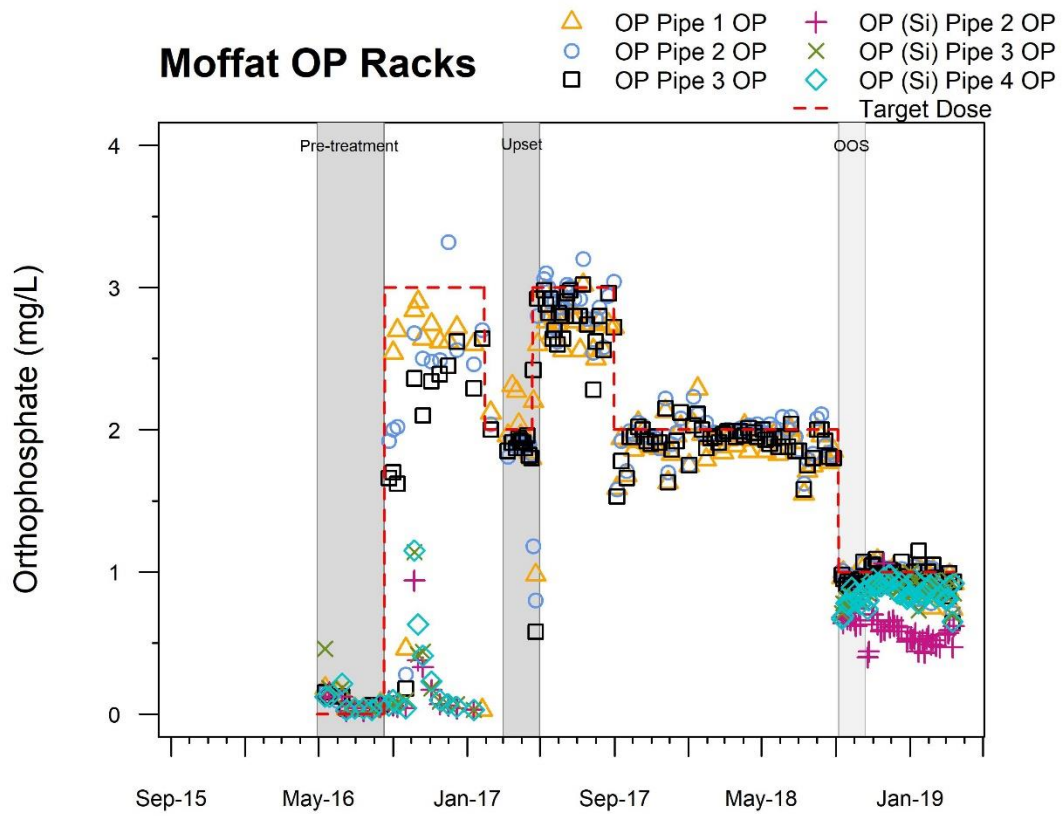 Moffat OP Racks
OP Pipe 1 OP
OP Pipe 2 OP
OP Pipe 3 OP
OP (Si) Pipe 2 OP
OP (Si) Pipe 3 OP
OP (Si) Pipe 4 OP
Target Dose
Pre-treatment
Upset
OOS
Orthophosphate (mg/L)
4
3
2
1
0
Sep-15 May-16 Jan-17 Sep-17 May-18 Jan-19